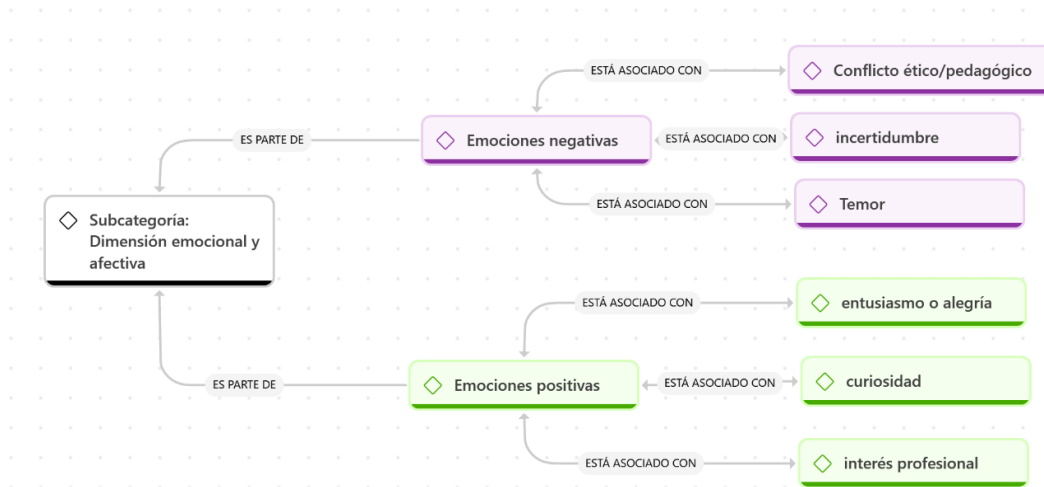 ESTÁ ASOCIADO CON
Conflicto ético/pedagógico
ES PARTE DE
Emociones negativas
ESTÁ ASOCIADO CON
incertidumbre
ESTÁ ASOCIADO CON
Temor
Subcategoría:
Dimensión emocional y
afectiva
ESTÁ ASOCIADO CON
entusiasmo o alegría
ES PARTE DE
Emociones positivas
ESTÁ ASOCIADO CON
curiosidad
ESTÁ ASOCIADO CON
interés profesional